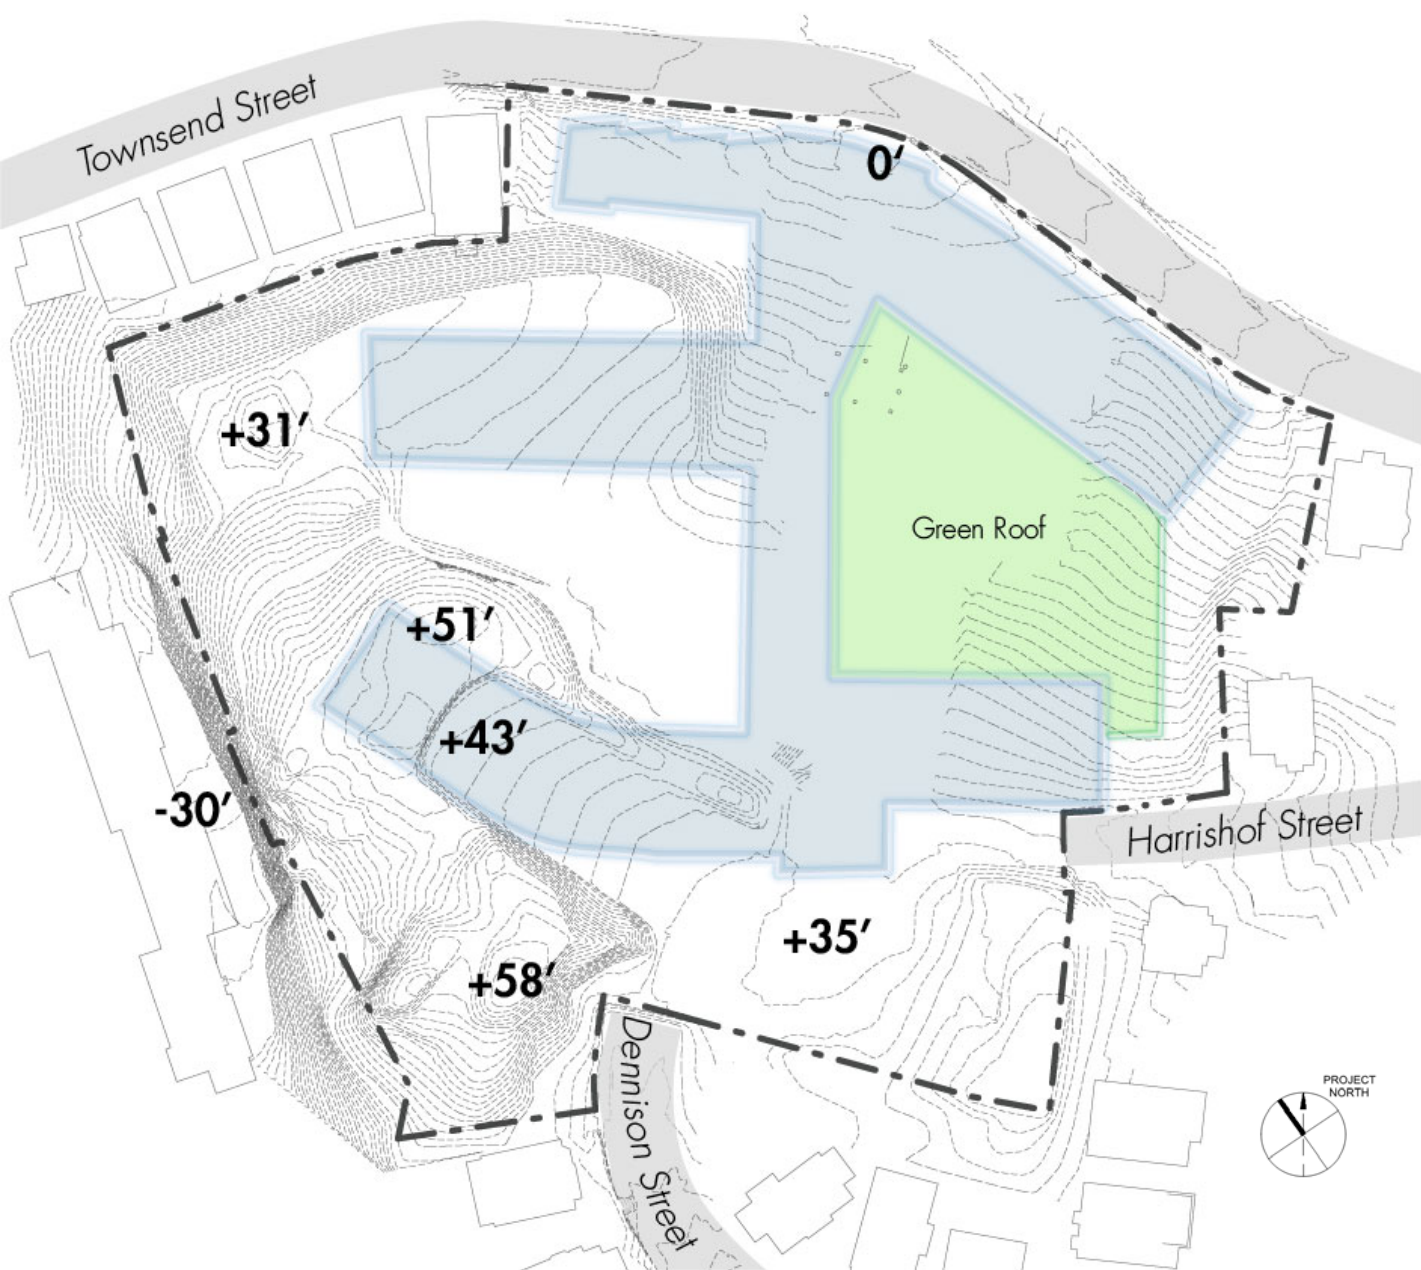 Townsend Street
0'
+31'
Green Roof
+51'
+43'
-30'
Harrishof Street
+35'
+58'
Dennison Street
PROJECT
NORTH